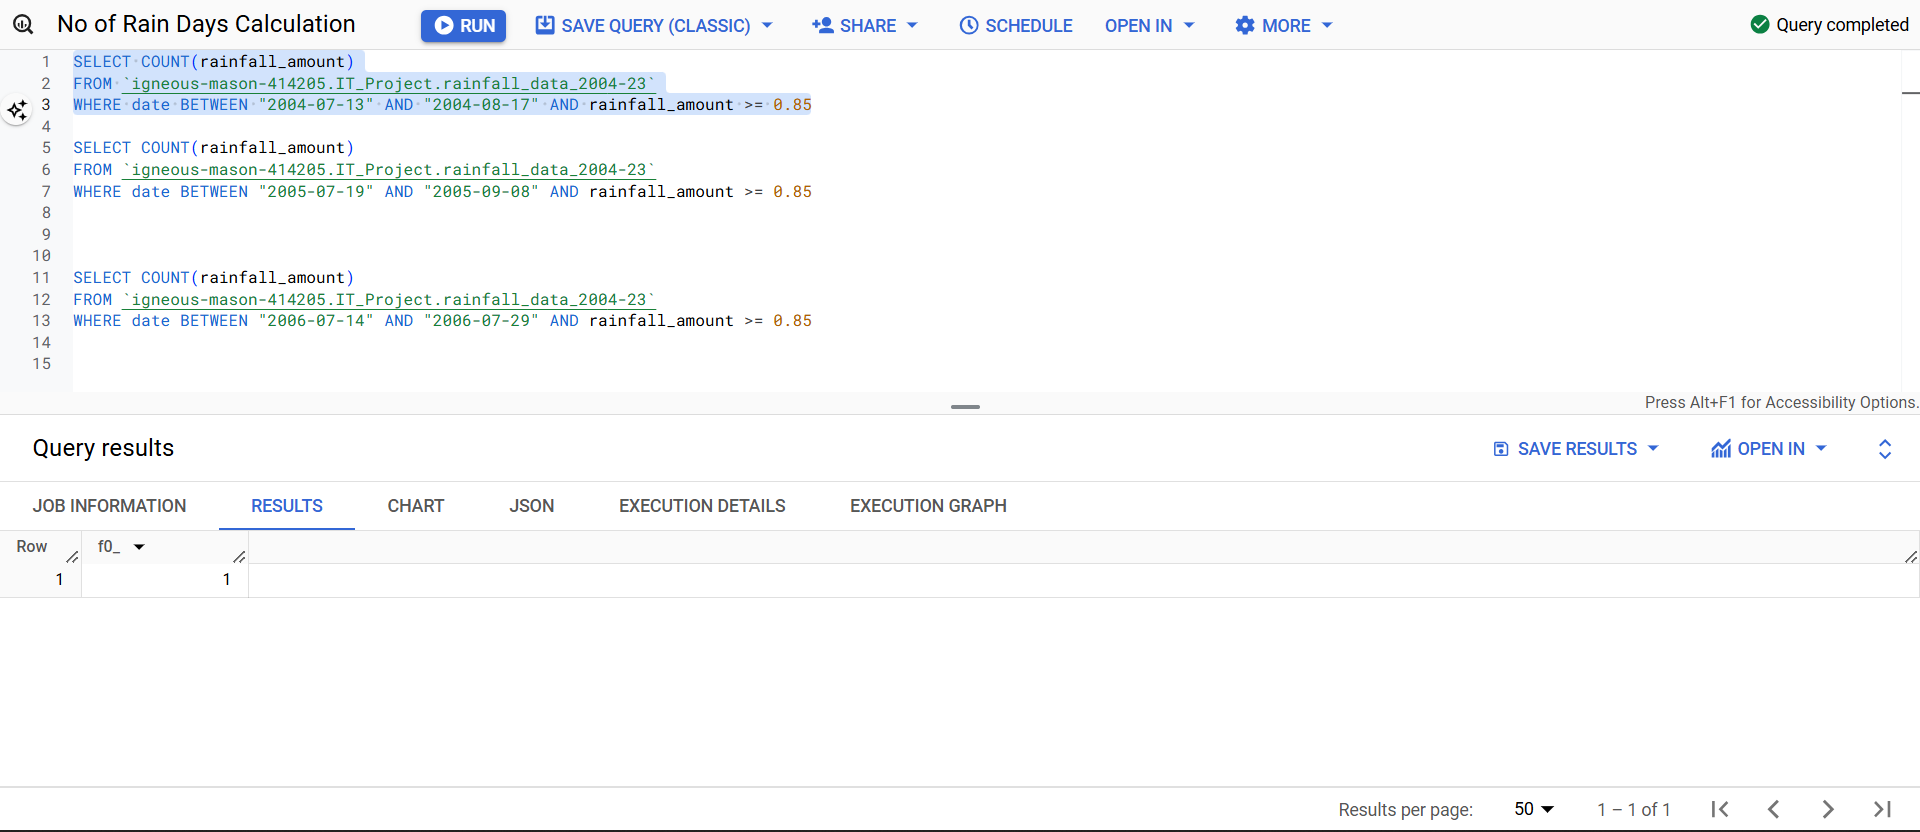 No of Rain Days Calculation
RUN
SAVE QUERY (CLASSIC)
SHARE
SCHEDULE
OPEN IN
MORE
Query completed
1 SELECT COUNT(rainfall_amount)
2 FROM `igneous-mason-414205.IT_Project.rainfall_data_2004-23`
3 WHERE date BETWEEN "2004-07-13" AND "2004-08-17" AND rainfall_amount >= 0.85
4
5 SELECT COUNT(rainfall_amount)
6 FROM `igneous-mason-414205.IT_Project.rainfall_data_2004-23`
7 WHERE date BETWEEN "2005-07-19" AND "2005-09-08" AND rainfall_amount >= 0.85
8
9
10
11 SELECT COUNT(rainfall_amount)
12 FROM `igneous-mason-414205.IT_Project.rainfall_data_2004-23`
13 WHERE date BETWEEN "2006-07-14" AND "2006-07-29" AND rainfall_amount >= 0.85
14
15
Press Alt+F1 for Accessibility Options.
Query results
SAVE RESULTS
OPEN IN
JOB INFORMATION
RESULTS
CHART
JSON
EXECUTION DETAILS
EXECUTION GRAPH
Row f0_
1 1
Results per page: 50 1 – 1 of 1